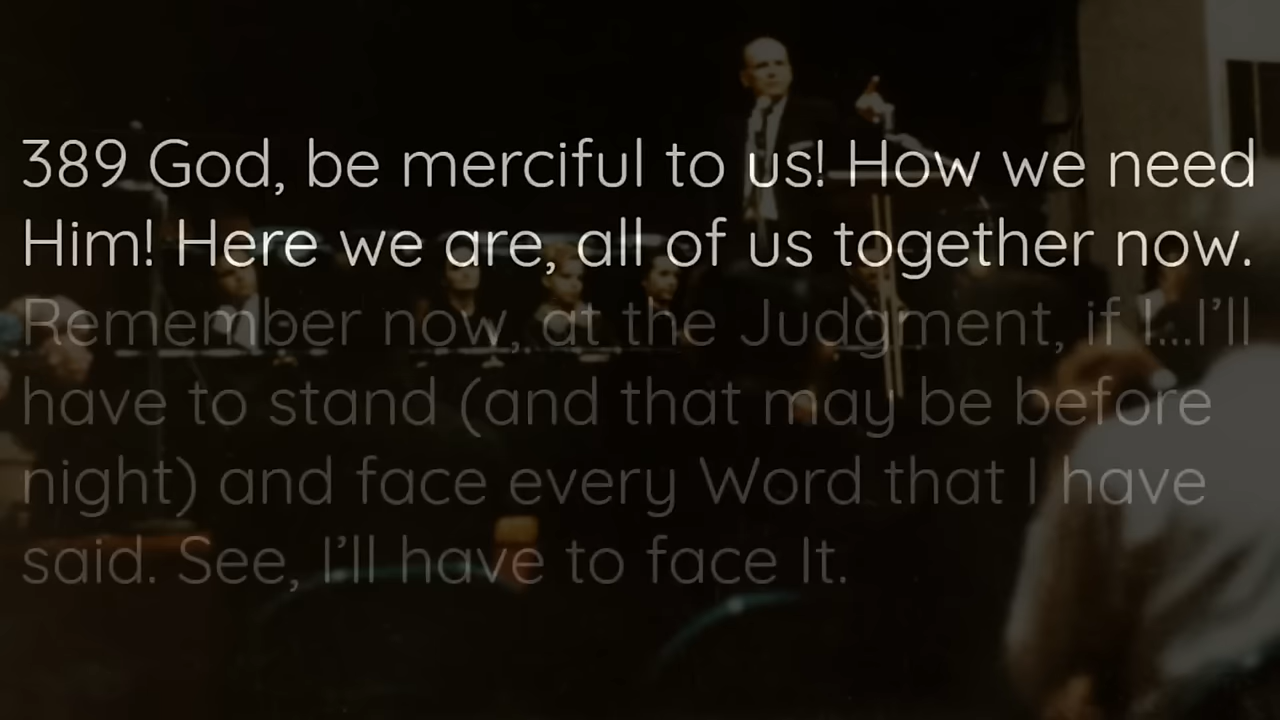 389 God, be merciful to us! How we need
Him! Here we are, all of us together now.
Remember now, at the Judgment, if I...I’ll
have to stand (and that may be before
night) and face every Word that I have
said. See, I’ll have to face It.